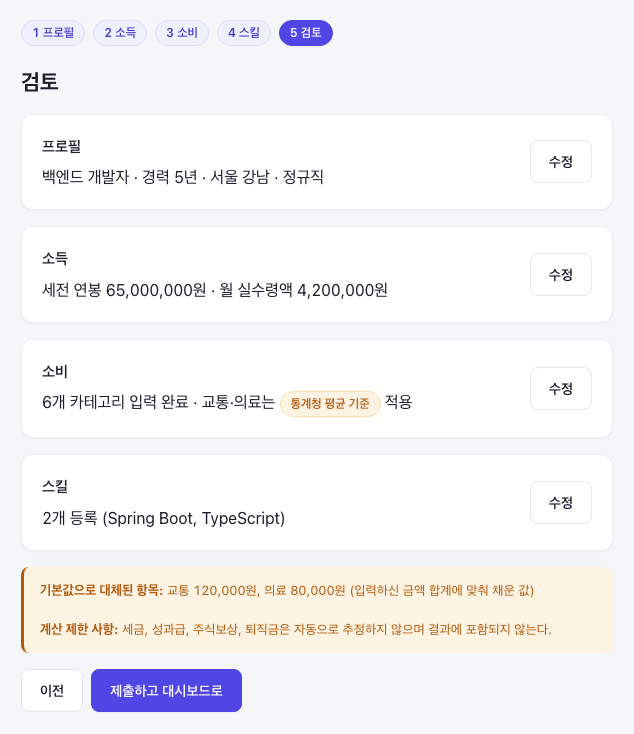 1 프로필 2 소득 3 소비 4 스킬 5 검토
검토
프로필
백엔드 개발자 · 경력 5년 · 서울 강남 · 정규직
수정
소득
세전 연봉 65,000,000원 · 월 실수령액 4,200,000원
수정
소비
6개 카테고리 입력 완료 · 교통·의료는 통계청 평균 기준 적용
수정
스킬
2개 등록 (Spring Boot, TypeScript)
수정
기본값으로 대체된 항목: 교통 120,000원, 의료 80,000원 (입력하신 금액 합계에 맞춰 채운 값)
계산 제한 사항: 세금, 성과급, 주식보상, 퇴직금은 자동으로 추정하지 않으며 결과에 포함되지 않는다.
이전 제출하고 대시보드로